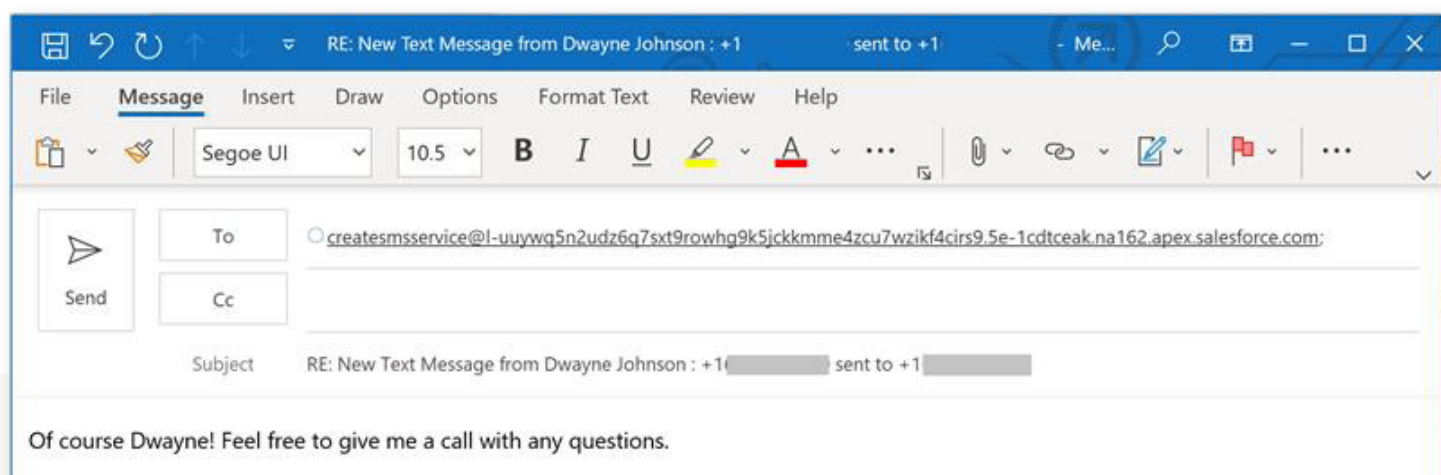 RE: New Text Message from Dwayne Johnson : +1 sent to +1 - Me...
File Message Insert Draw Options Format Text Review Help
Segoe UI 10.5 B I U A
To createsmsservice@l-uuywq5n2udz6q7sxt9rowhg9k5jckkmme4zcu7wzikf4cirs9.5e-1cdtceak.na162.apex.salesforce.com;
Send Cc
Subject RE: New Text Message from Dwayne Johnson : +1 sent to +1
Of course Dwayne! Feel free to give me a call with any questions.